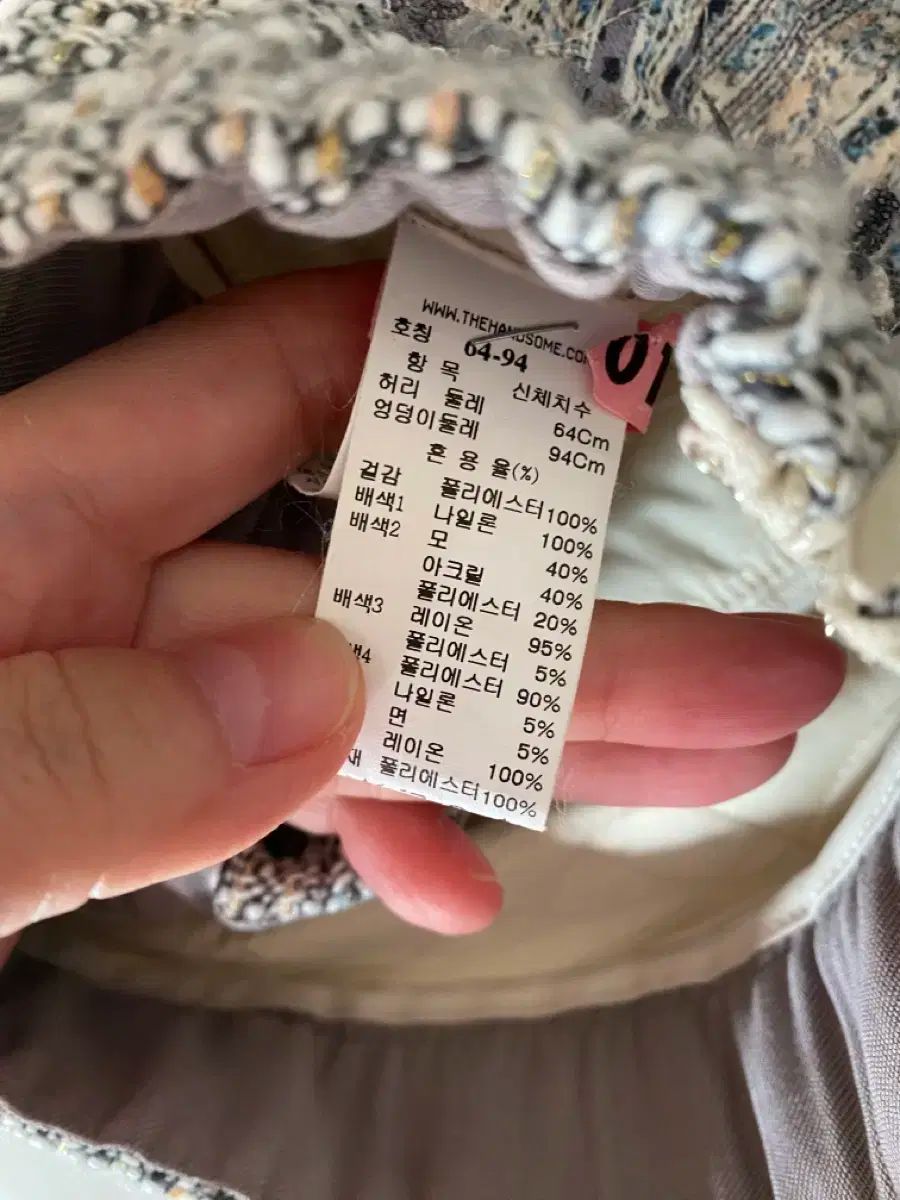 WWW.THEHANDSOME.COM
01
호칭 64-94
항 목 신체치수
허리 둘레 64Cm
엉덩이둘레 94Cm
혼 용 율(%)
겉감 폴리에스터100%
배색1 나일론 100%
배색2 모 40%
아크릴 40%
폴리에스터 20%
배색3 레이온 95%
폴리에스터 5%
4 폴리에스터 90%
나일론 5%
면 5%
레이온 100%
폴리에스터100%